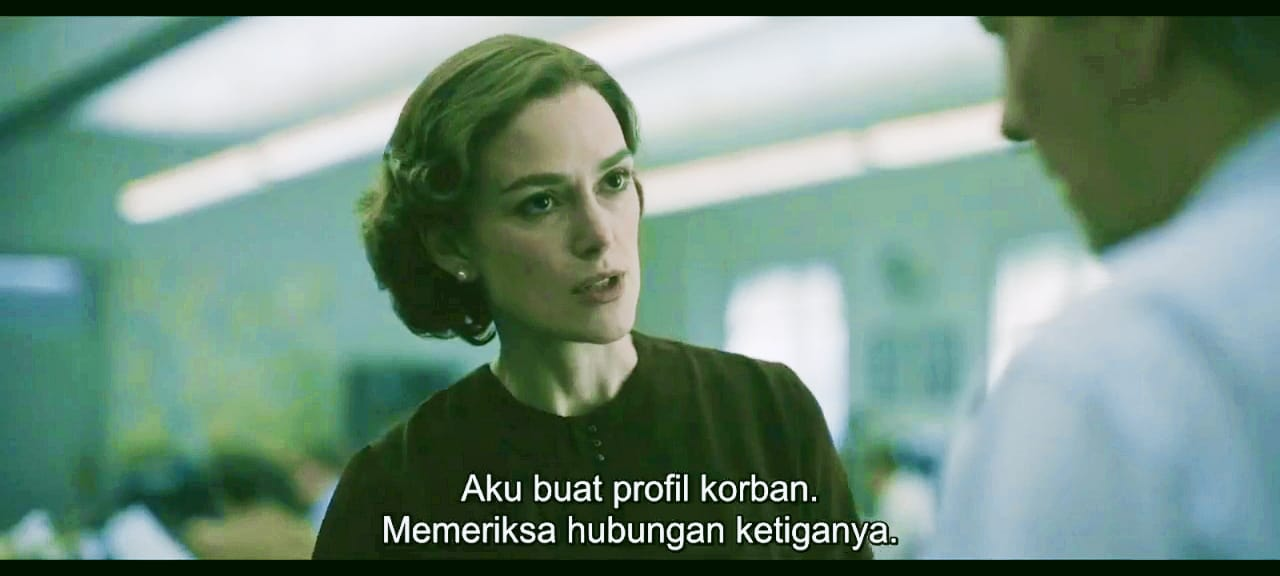 Aku buat profil korban.
Memeriksa hubungan ketiganya.